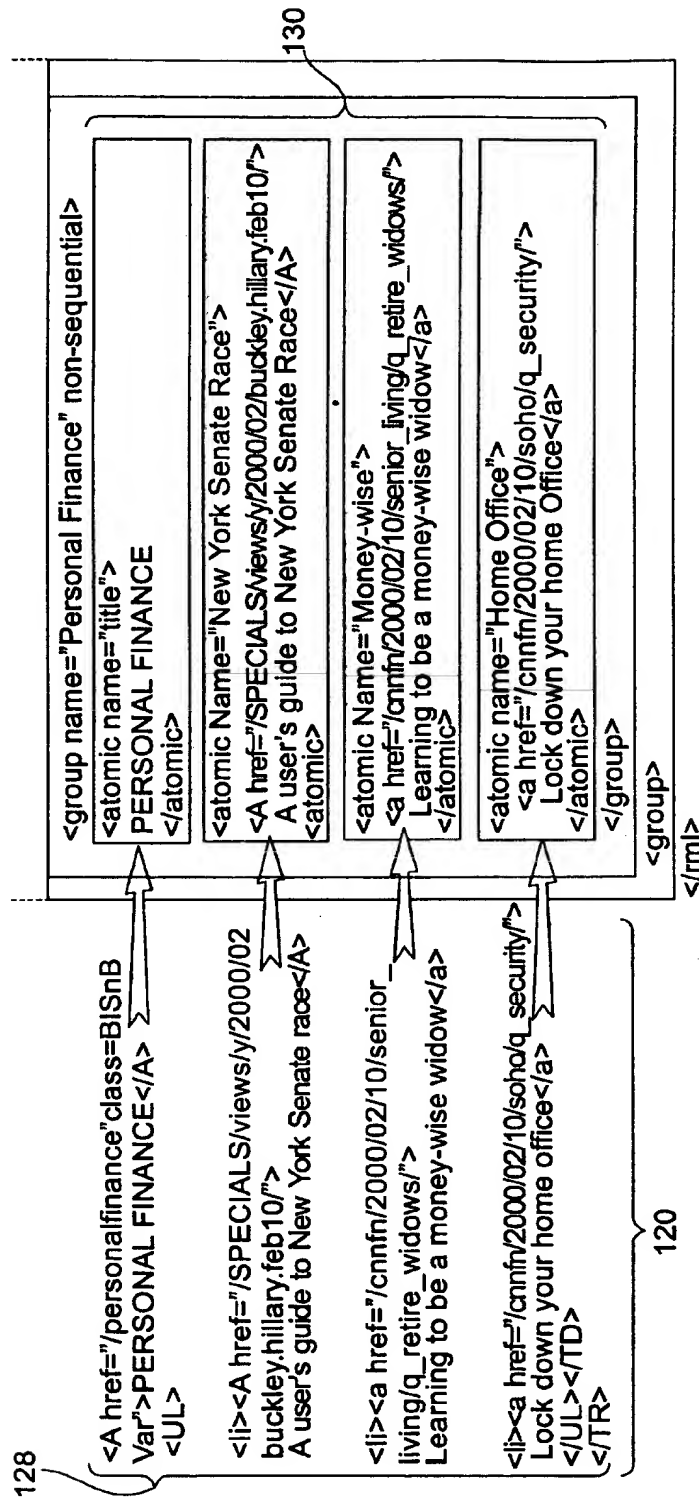 128
<A href="/personalfinance"class=BISnB
Var">PERSONAL FINANCE</A>
<UL>
<li><A href="/SPECIALS/views/y/2000/02
buckley.hillary.feb10/">
A user's guide to New York Senate race</A>
<li><a href="/cnnfn/2000/02/10/senior_
living/q_retire_widows/">
Learning to be a money-wise widow</a>
<li><a href="/cnnfn/2000/02/10/soho/q_security/">
Lock down your home office</a>
</UL></TD>
</TR>
120
<group name="Personal Finance" non-sequential>
<atomic name="title">
PERSONAL FINANCE
</atomic>
<atomic Name="New York Senate Race">
<A href="/SPECIALS/views/y/2000/02/buckley.hillary.feb10/">
A user's guide to New York Senate Race</A>
<atomic>
<atomic Name="Money-wise">
<a href="/cnnfn/2000/02/10/senior_living/q_retire_widows/">
Learning to be a money-wise widow</a>
</atomic>
<atomic name="Home Office">
<a href="/cnnfn/2000/02/10/soho/q_security/">
Lock down your home Office</a>
</atomic>
</group>
<group>
</rml>
130